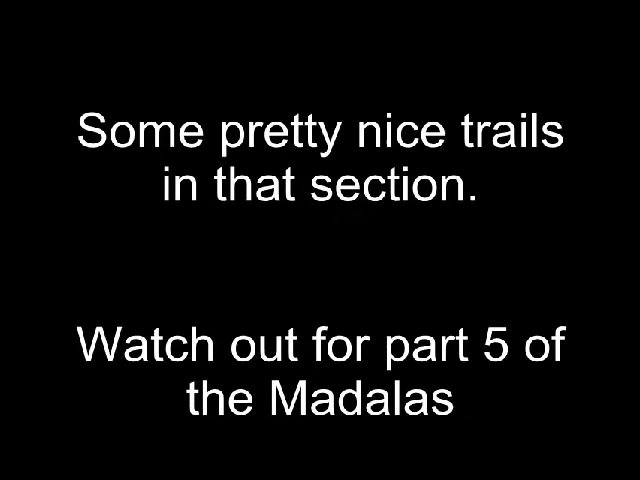 Some pretty nice trails
in that section.
Watch out for part 5 of
the Madalas